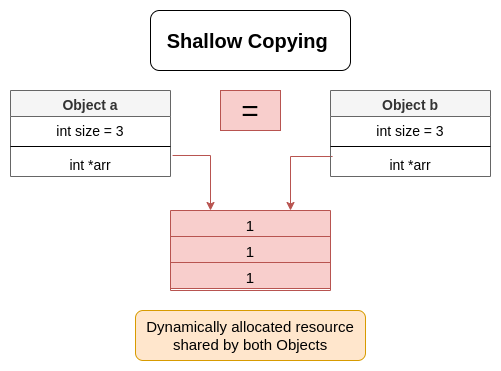 Shallow Copying
Object a
=
Object b
int size = 3
int size = 3
int *arr
int *arr
1
1
1
Dynamically allocated resource
shared by both Objects